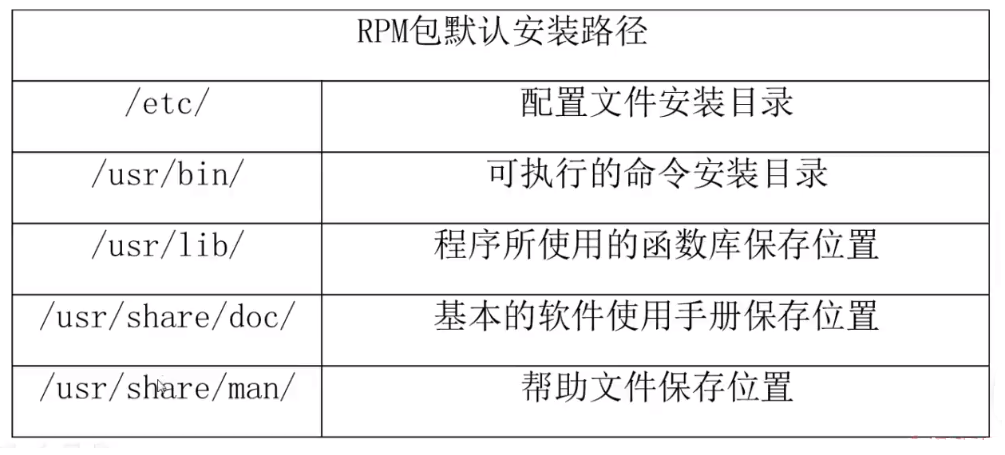 RPM包默认安装路径
/etc/ 配置文件安装目录
/usr/bin/ 可执行的命令安装目录
/usr/lib/ 程序所使用的函数库保存位置
/usr/share/doc/ 基本的软件使用手册保存位置
/usr/share/man/ 帮助文件保存位置